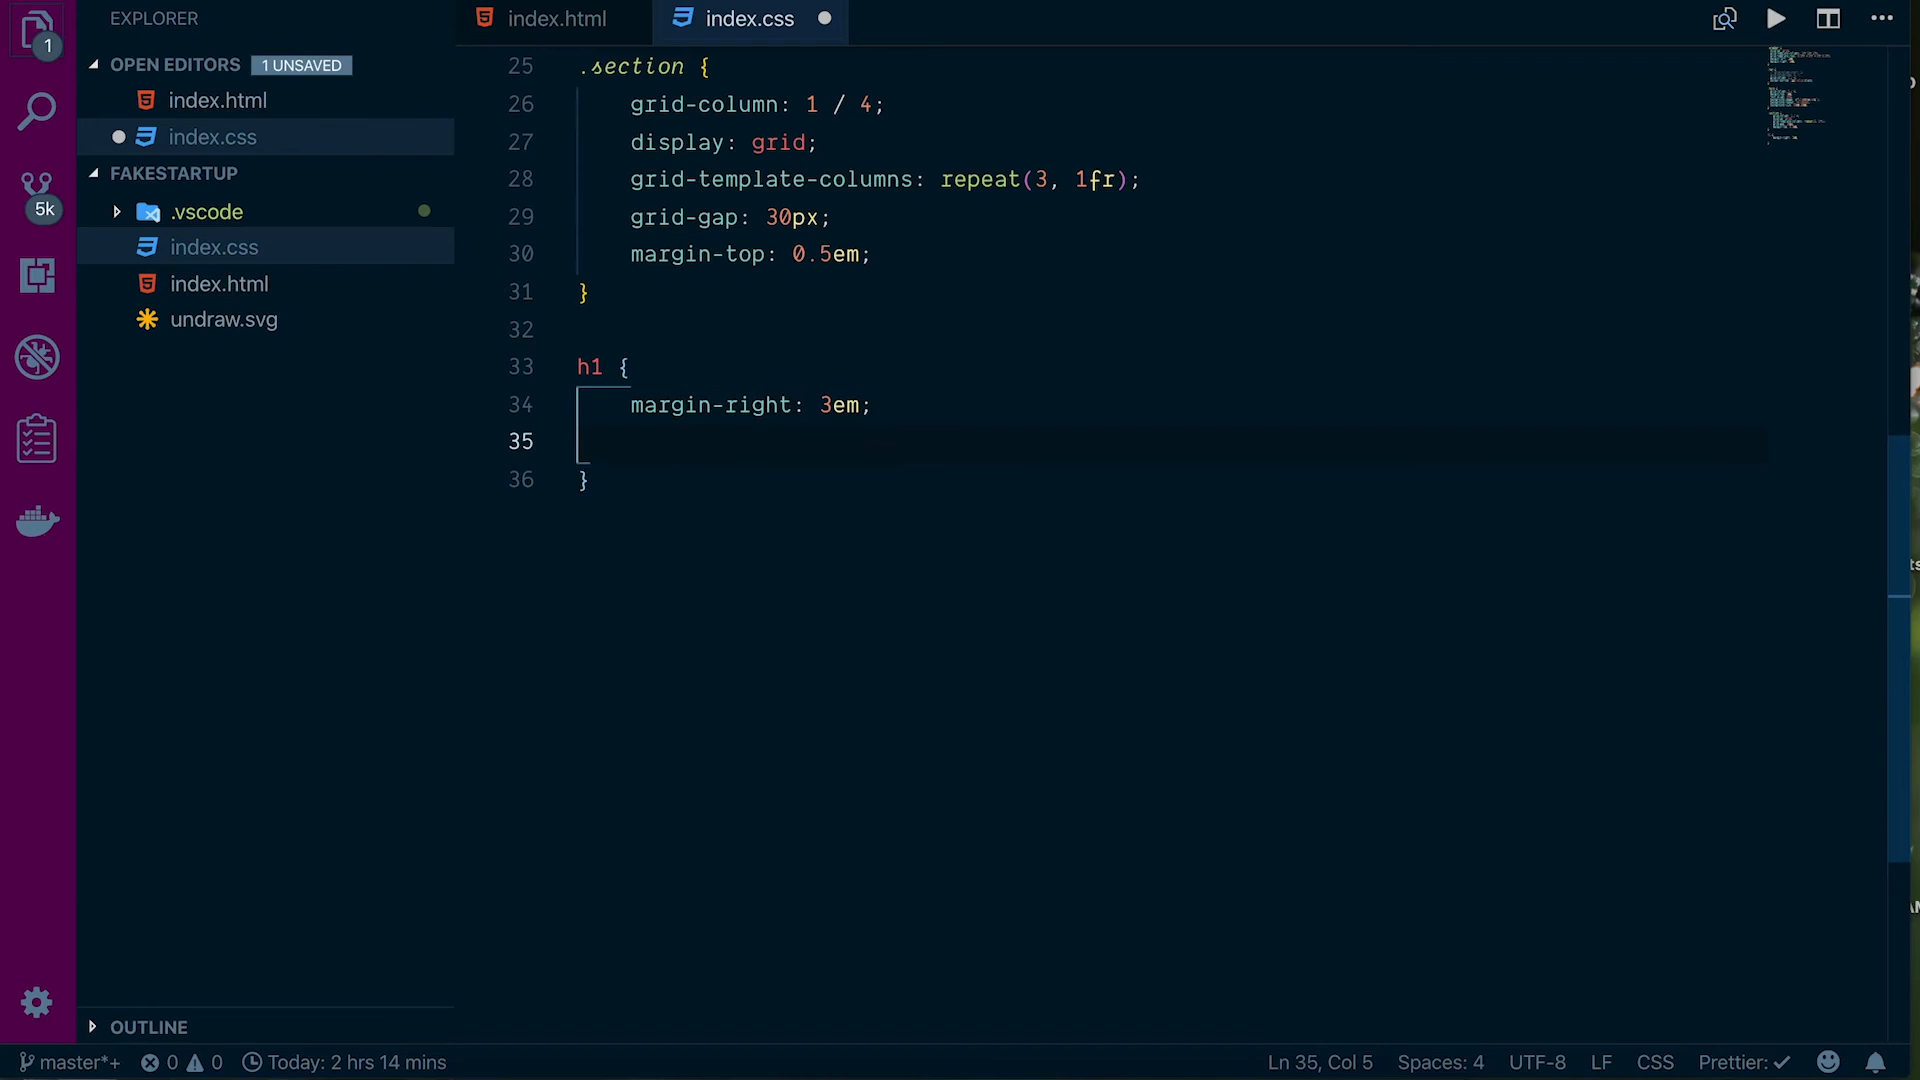 EXPLORER
OPEN EDITORS 1 UNSAVED
index.html
index.css
FAKESTARTUP
.vscode
index.css
index.html
undraw.svg
OUTLINE
1
5k
index.html
index.css
25 .section {
26 grid-column: 1 / 4;
27 display: grid;
28 grid-template-columns: repeat(3, 1fr);
29 grid-gap: 30px;
30 margin-top: 0.5em;
31 }
32
33 h1 {
34 margin-right: 3em;
35
36 }
master*+ 0 0 Today: 2 hrs 14 mins Ln 35, Col 5 Spaces: 4 UTF-8 LF CSS Prettier: ✓